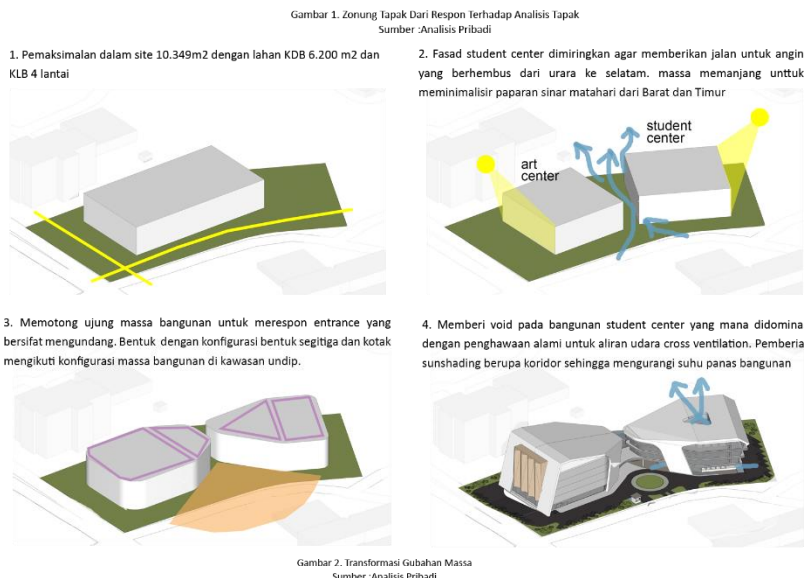 Gambar 1. Zonung Tapak Dari Respon Terhadap Analisis Tapak
Sumber :Analisis Pribadi
1. Pemaksimalan dalam site 10.349m2 dengan lahan KDB 6.200 m2 dan
KLB 4 lantai
2. Fasad student center dimiringkan agar memberikan jalan untuk angin
yang berhembus dari urara ke selatam. massa memanjang unttuk
meminimalisir paparan sinar matahari dari Barat dan Timur
art
center
student
center
3. Memotong ujung massa bangunan untuk merespon entrance yang
bersifat mengundang. Bentuk dengan konfigurasi bentuk segitiga dan kotak
mengikuti konfigurasi massa bangunan di kawasan undip.
4. Memberi void pada bangunan student center yang mana didomina
dengan penghawaan alami untuk aliran udara cross ventilation. Pemberia
sunshading berupa koridor sehingga mengurangi suhu panas bangunan
Gambar 2. Transformasi Gubahan Massa
Sumber :Analisis Pribadi